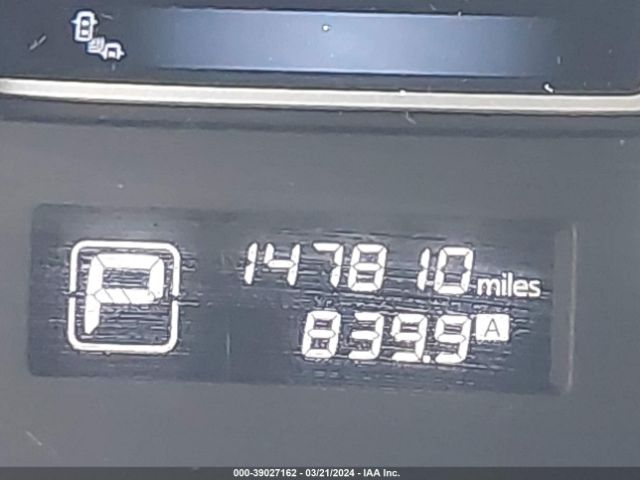 147810 miles
P
839.9 A
000-39027162 - 03/21/2024 - IAA Inc.